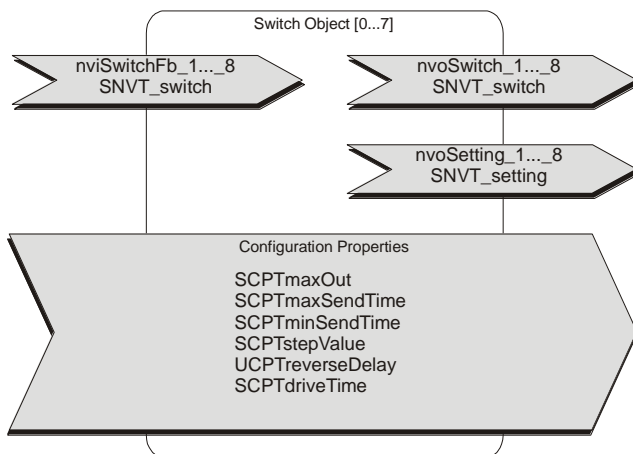 Switch Object [0...7]
nviSwitchFb_1..._8
SNVT_switch
nvoSwitch_1..._8
SNVT_switch
nvoSetting_1..._8
SNVT_setting
Configuration Properties
SCPTmaxOut
SCPTmaxSendTime
SCPTminSendTime
SCPTstepValue
UCPTreverseDelay
SCPTdriveTime